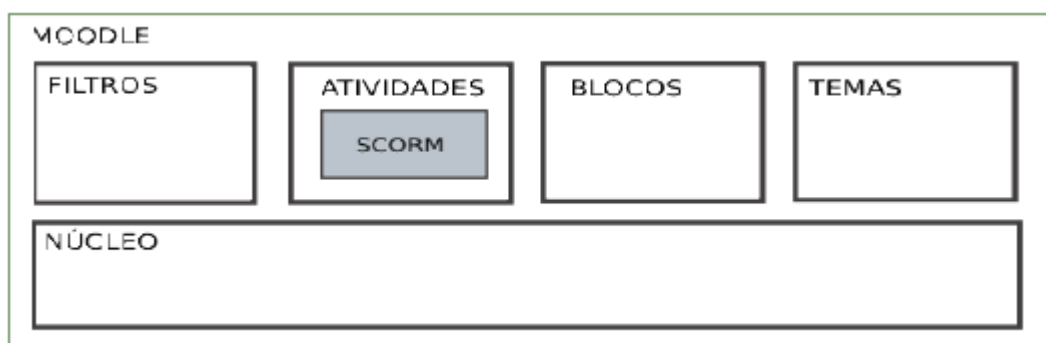 MOODLE
FILTROS
ATIVIDADES
SCORM
BLOCOS
TEMAS
NÚCLEO